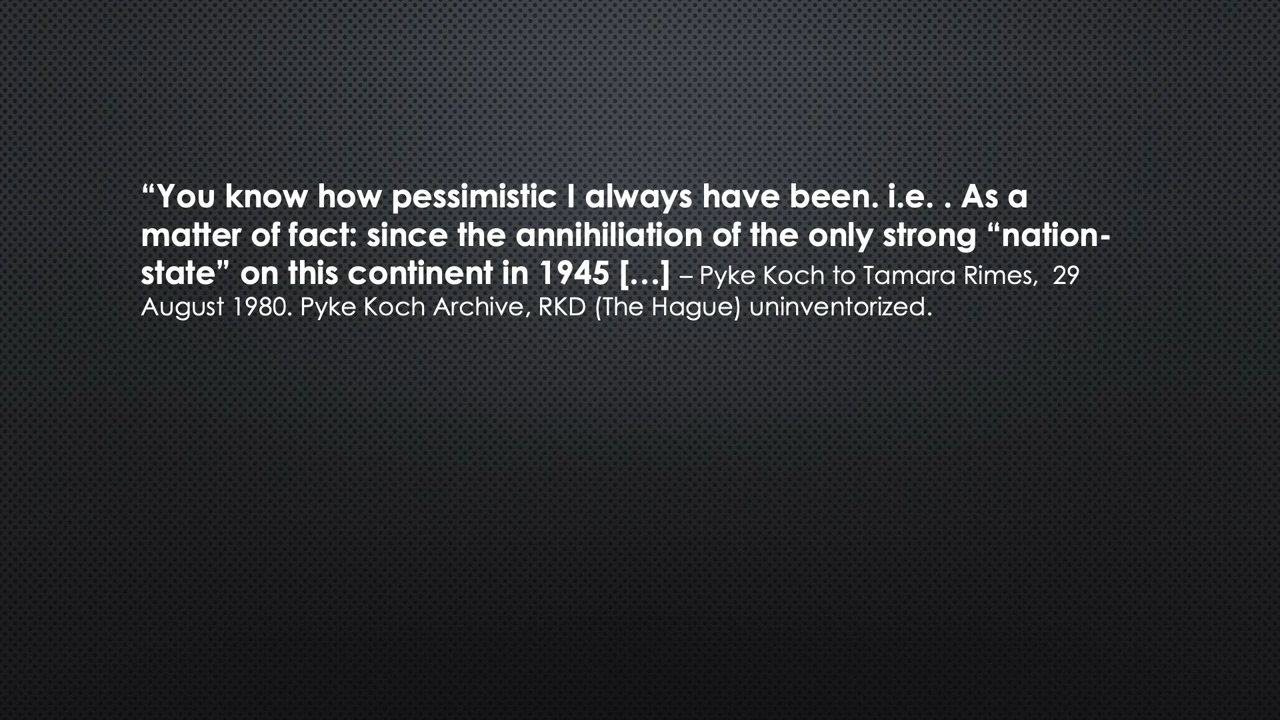 “You know how pessimistic I always have been. i.e. . As a
matter of fact: since the annihiliation of the only strong “nation-
state” on this continent in 1945 […] – Pyke Koch to Tamara Rimes,  29
August 1980. Pyke Koch Archive, RKD (The Hague) uninventorized.